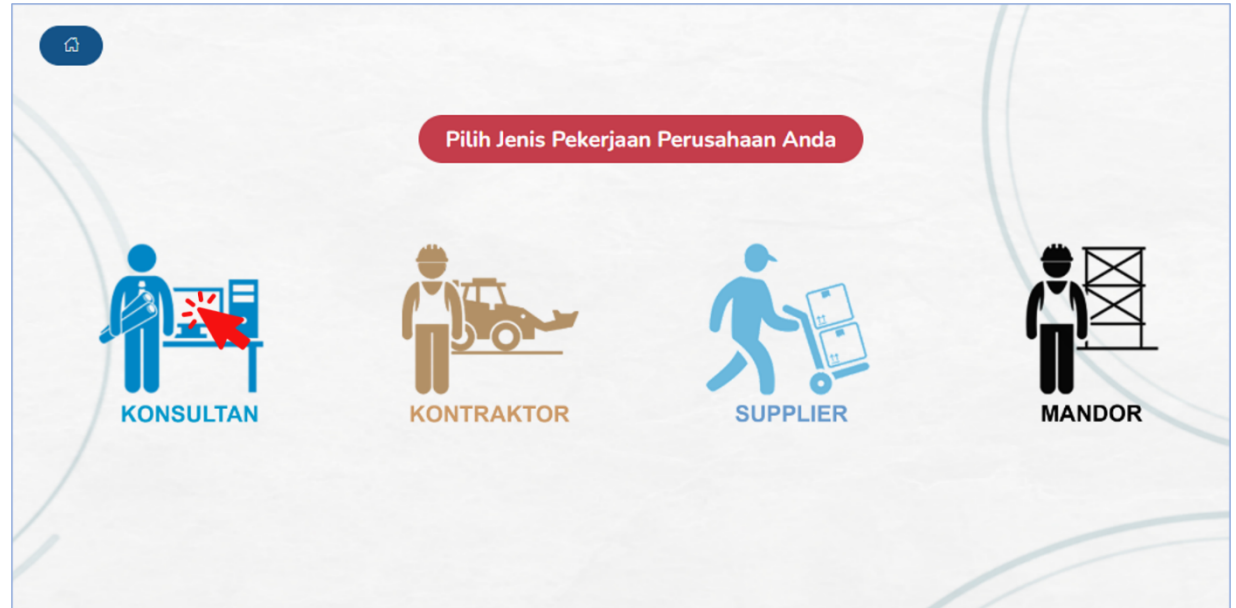 Pilih Jenis Pekerjaan Perusahaan Anda
KONSULTAN
KONTRAKTOR
SUPPLIER
MANDOR